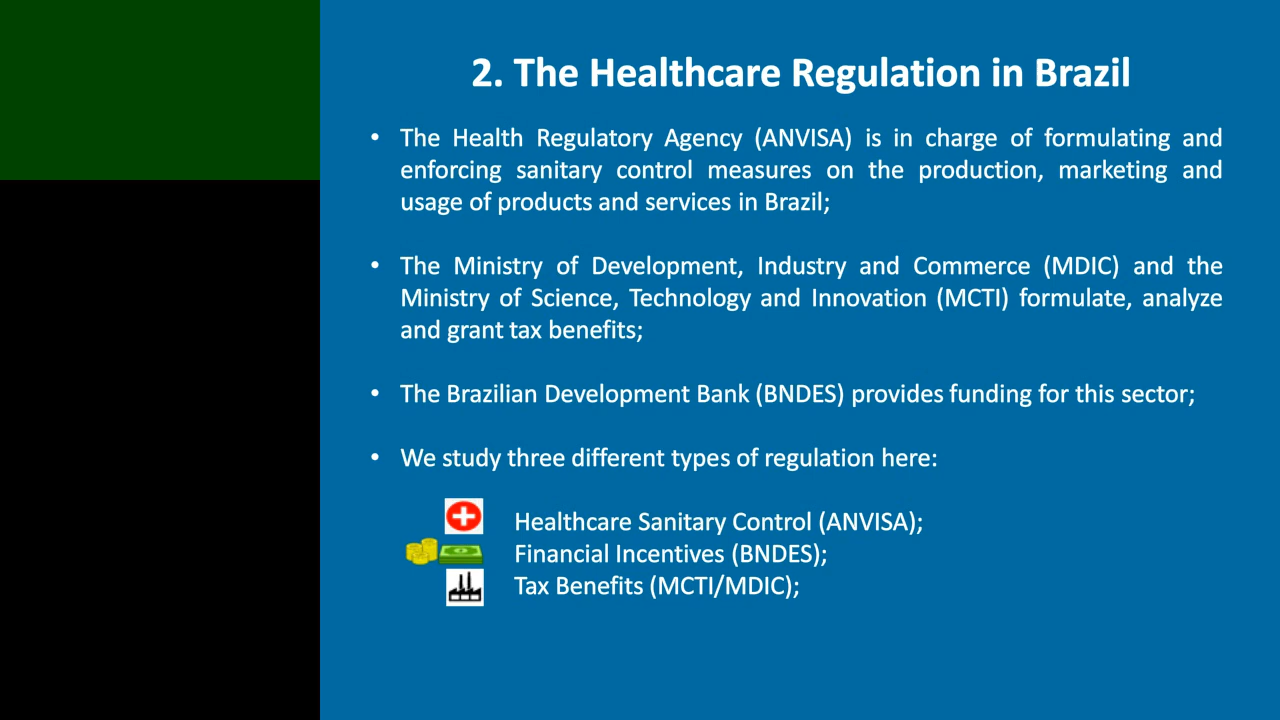 2. The Healthcare Regulation in Brazil
• The Health Regulatory Agency (ANVISA) is in charge of formulating and
enforcing sanitary control measures on the production, marketing and
usage of products and services in Brazil;
• The Ministry of Development, Industry and Commerce (MDIC) and the
Ministry of Science, Technology and Innovation (MCTI) formulate, analyze
and grant tax benefits;
• The Brazilian Development Bank (BNDES) provides funding for this sector;
• We study three different types of regulation here:
Healthcare Sanitary Control (ANVISA);
Financial Incentives (BNDES);
Tax Benefits (MCTI/MDIC);